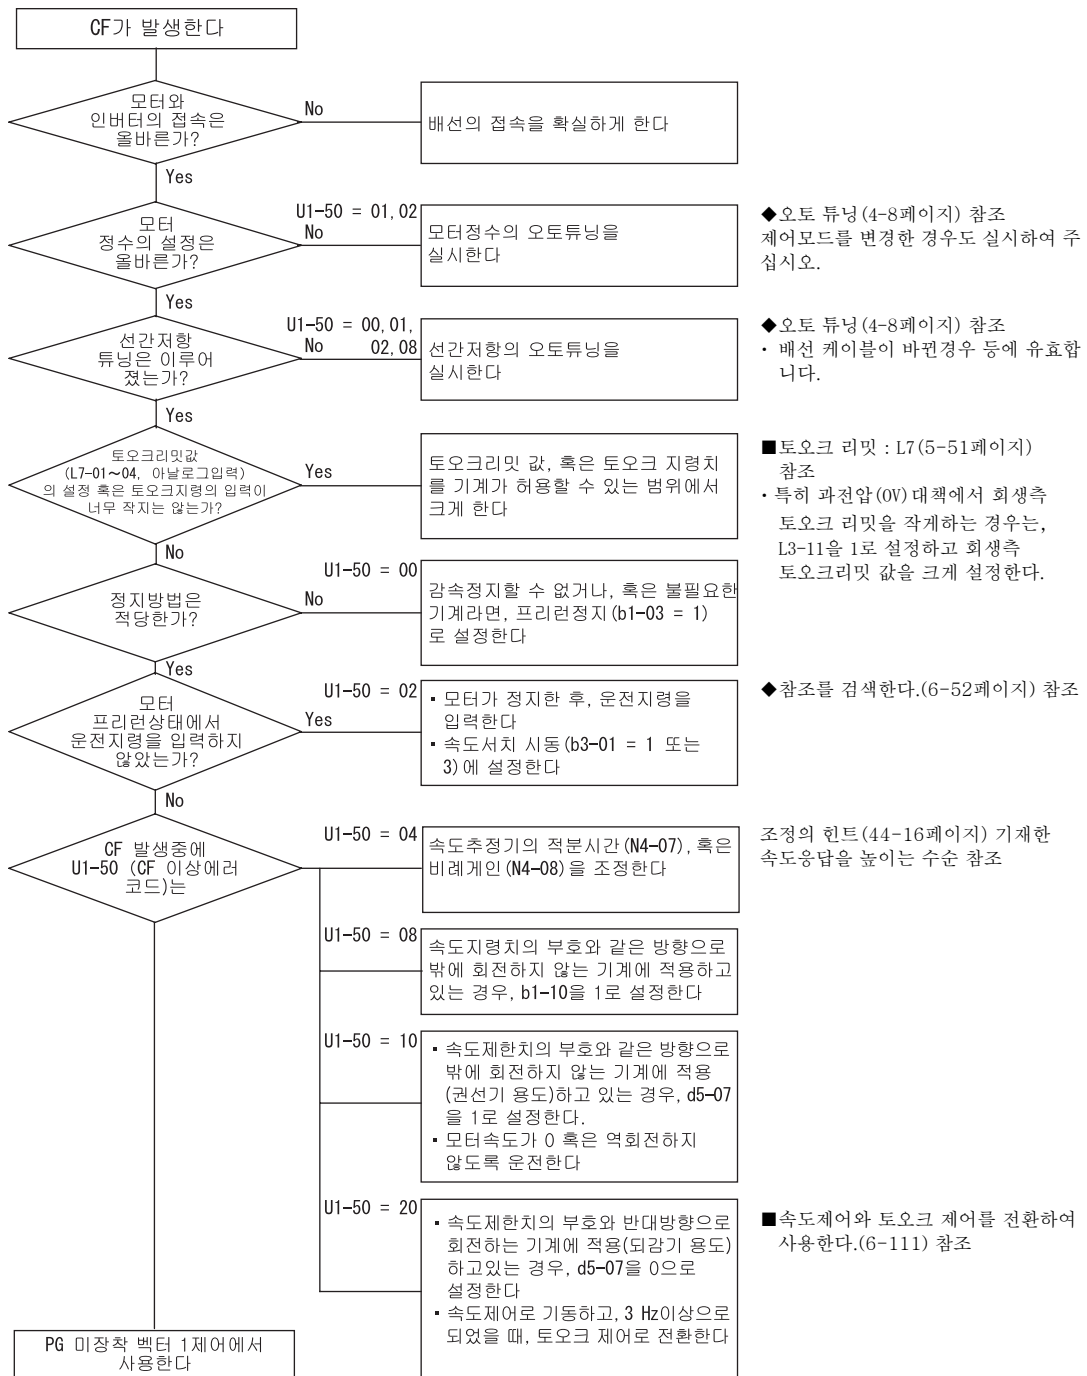 CF가 발생한다
모터와
인버터의 접속은
올바른가?
No
배선의 접속을 확실하게 한다
Yes
모터
정수의 설정은
올바른가?
U1-50 = 01,02
No
모터정수의 오토튜닝을
실시한다
◆오토 튜닝(4-8페이지) 참조
제어모드를 변경한 경우도 실시하여 주
십시오.
Yes
선간저항
튜닝은 이루어
졌는가?
U1-50 = 00,01,
No 02,08
선간저항의 오토튜닝을
실시한다
◆오토 튜닝(4-8페이지) 참조
· 배선 케이블이 바뀐경우 등에 유효합
니다.
Yes
토오크리밋값
(L7-01~04, 아날로그입력)
의 설정 혹은 토오크지령의 입력이
너무 작지는 않는가?
Yes
토오크리밋 값, 혹은 토오크 지령치
를 기계가 허용할 수 있는 범위에서
크게 한다
■토오크 리밋 : L7(5-51페이지)
참조
· 특히 과전압(OV)대책에서 회생측
토오크 리밋을 작게하는 경우는,
L3-11을 1로 설정하고 회생측
토오크리밋 값을 크게 설정한다.
No
정지방법은
적당한가?
U1-50 = 00
No
감속정지할 수 없거나, 혹은 불필요한
기계라면, 프리런정지(b1-03 = 1)
로 설정한다
Yes
모터
프리런상태에서
운전지령을 입력하지
않았는가?
U1-50 = 02
Yes
▪ 모터가 정지한 후, 운전지령을
입력한다
▪ 속도서치 시동(b3-01 = 1 또는
3)에 설정한다
◆참조를 검색한다.(6-52페이지) 참조
No
CF 발생중에
U1-50 (CF 이상에러
코드)는
U1-50 = 04
속도추정기의 적분시간(N4-07), 혹은
비례게인(N4-08)을 조정한다
조정의 힌트(44-16페이지) 기재한
속도응답을 높이는 수순 참조
U1-50 = 08
속도지령치의 부호와 같은 방향으로
밖에 회전하지 않는 기계에 적용하고
있는 경우, b1-10을 1로 설정한다
U1-50 = 10
▪ 속도제한치의 부호와 같은 방향으로
밖에 회전하지 않는 기계에 적용
(권선기 용도)하고 있는 경우, d5-07
을 1로 설정한다.
▪ 모터속도가 0 혹은 역회전하지
않도록 운전한다
U1-50 = 20
▪ 속도제한치의 부호와 반대방향으로
회전하는 기계에 적용(되감기 용도)
하고있는 경우, d5-07을 0으로
설정한다
▪ 속도제어로 기동하고, 3 Hz이상으로
되었을 때, 토오크 제어로 전환한다
■속도제어와 토오크 제어를 전환하여
사용한다.(6-111) 참조
PG 미장착 벡터 1제어에서
사용한다